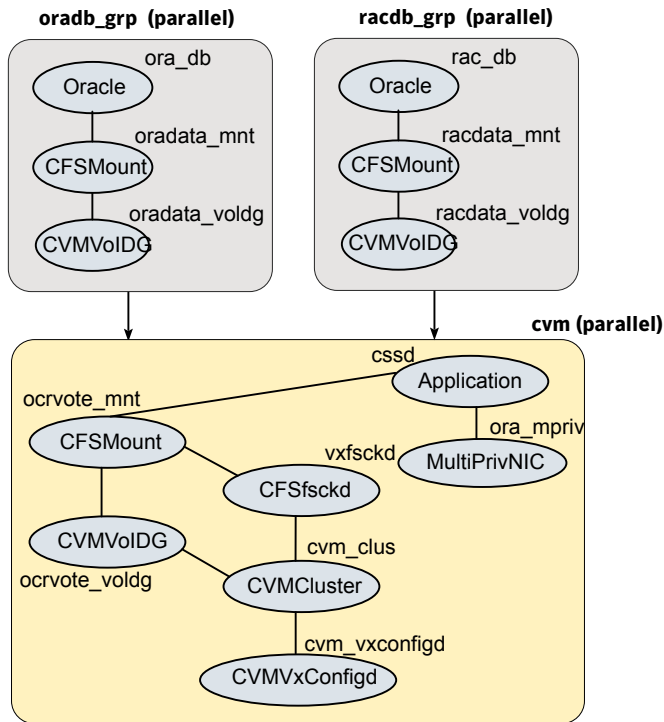 oradb_grp (parallel)
ora_db
Oracle
oradata_mnt
CFSMount
oradata_voldg
CVMVolDG
racdb_grp (parallel)
rac_db
Oracle
racdata_mnt
CFSMount
racdata_voldg
CVMVolDG
cvm (parallel)
cssd
Application
ocrvote_mnt
CFSMount
ora_mpriv
MultiPrivNIC
vxfsckd
CFSfsckd
CVMVolDG
ocrvote_voldg
cvm_clus
CVMCluster
cvm_vxconfigd
CVMVxConfigd